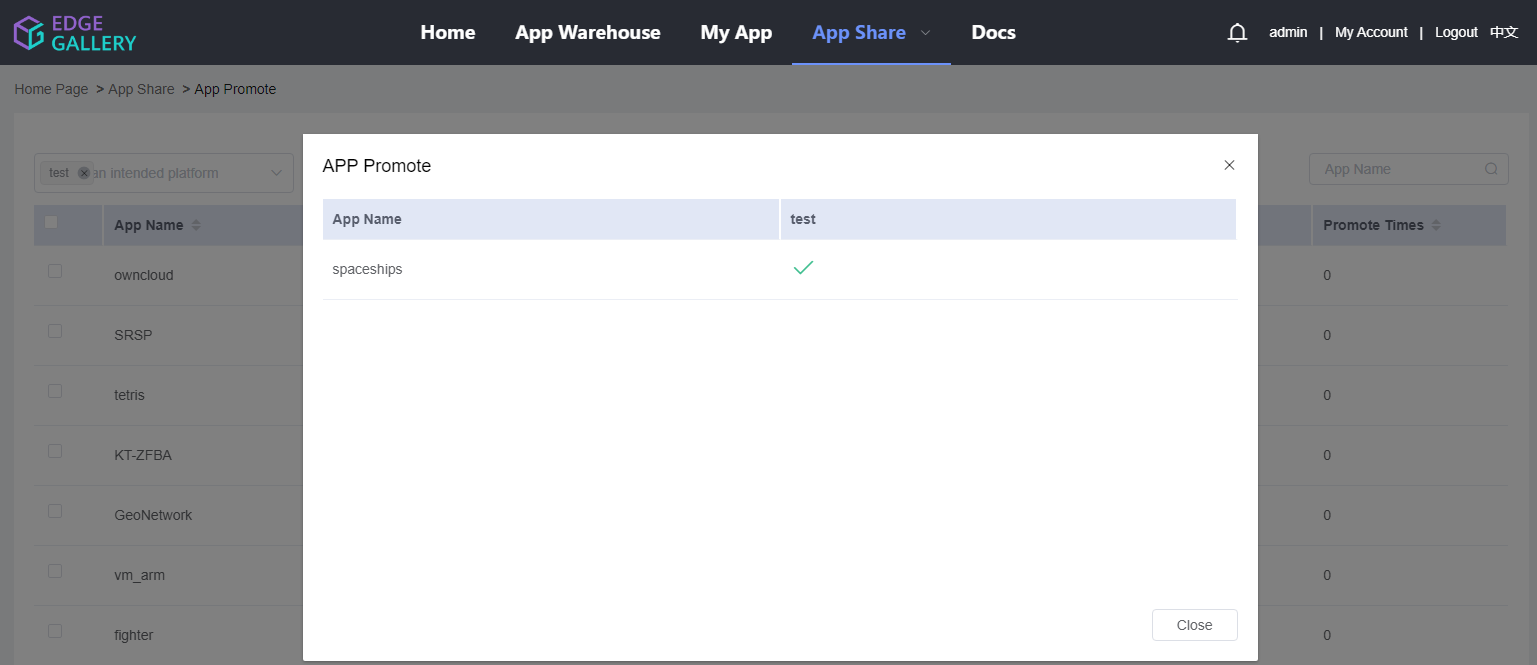 EDGE
GALLERY
Home App Warehouse My App App Share Docs
admin | My Account | Logout 中文
Home Page > App Share > App Promote
test an intended platform
App Name
App Name
Promote Times
owncloud 0
SRSP 0
tetris 0
KT-ZFBA 0
GeoNetwork 0
vm_arm 0
fighter 0
APP Promote
App Name test
spaceships
Close